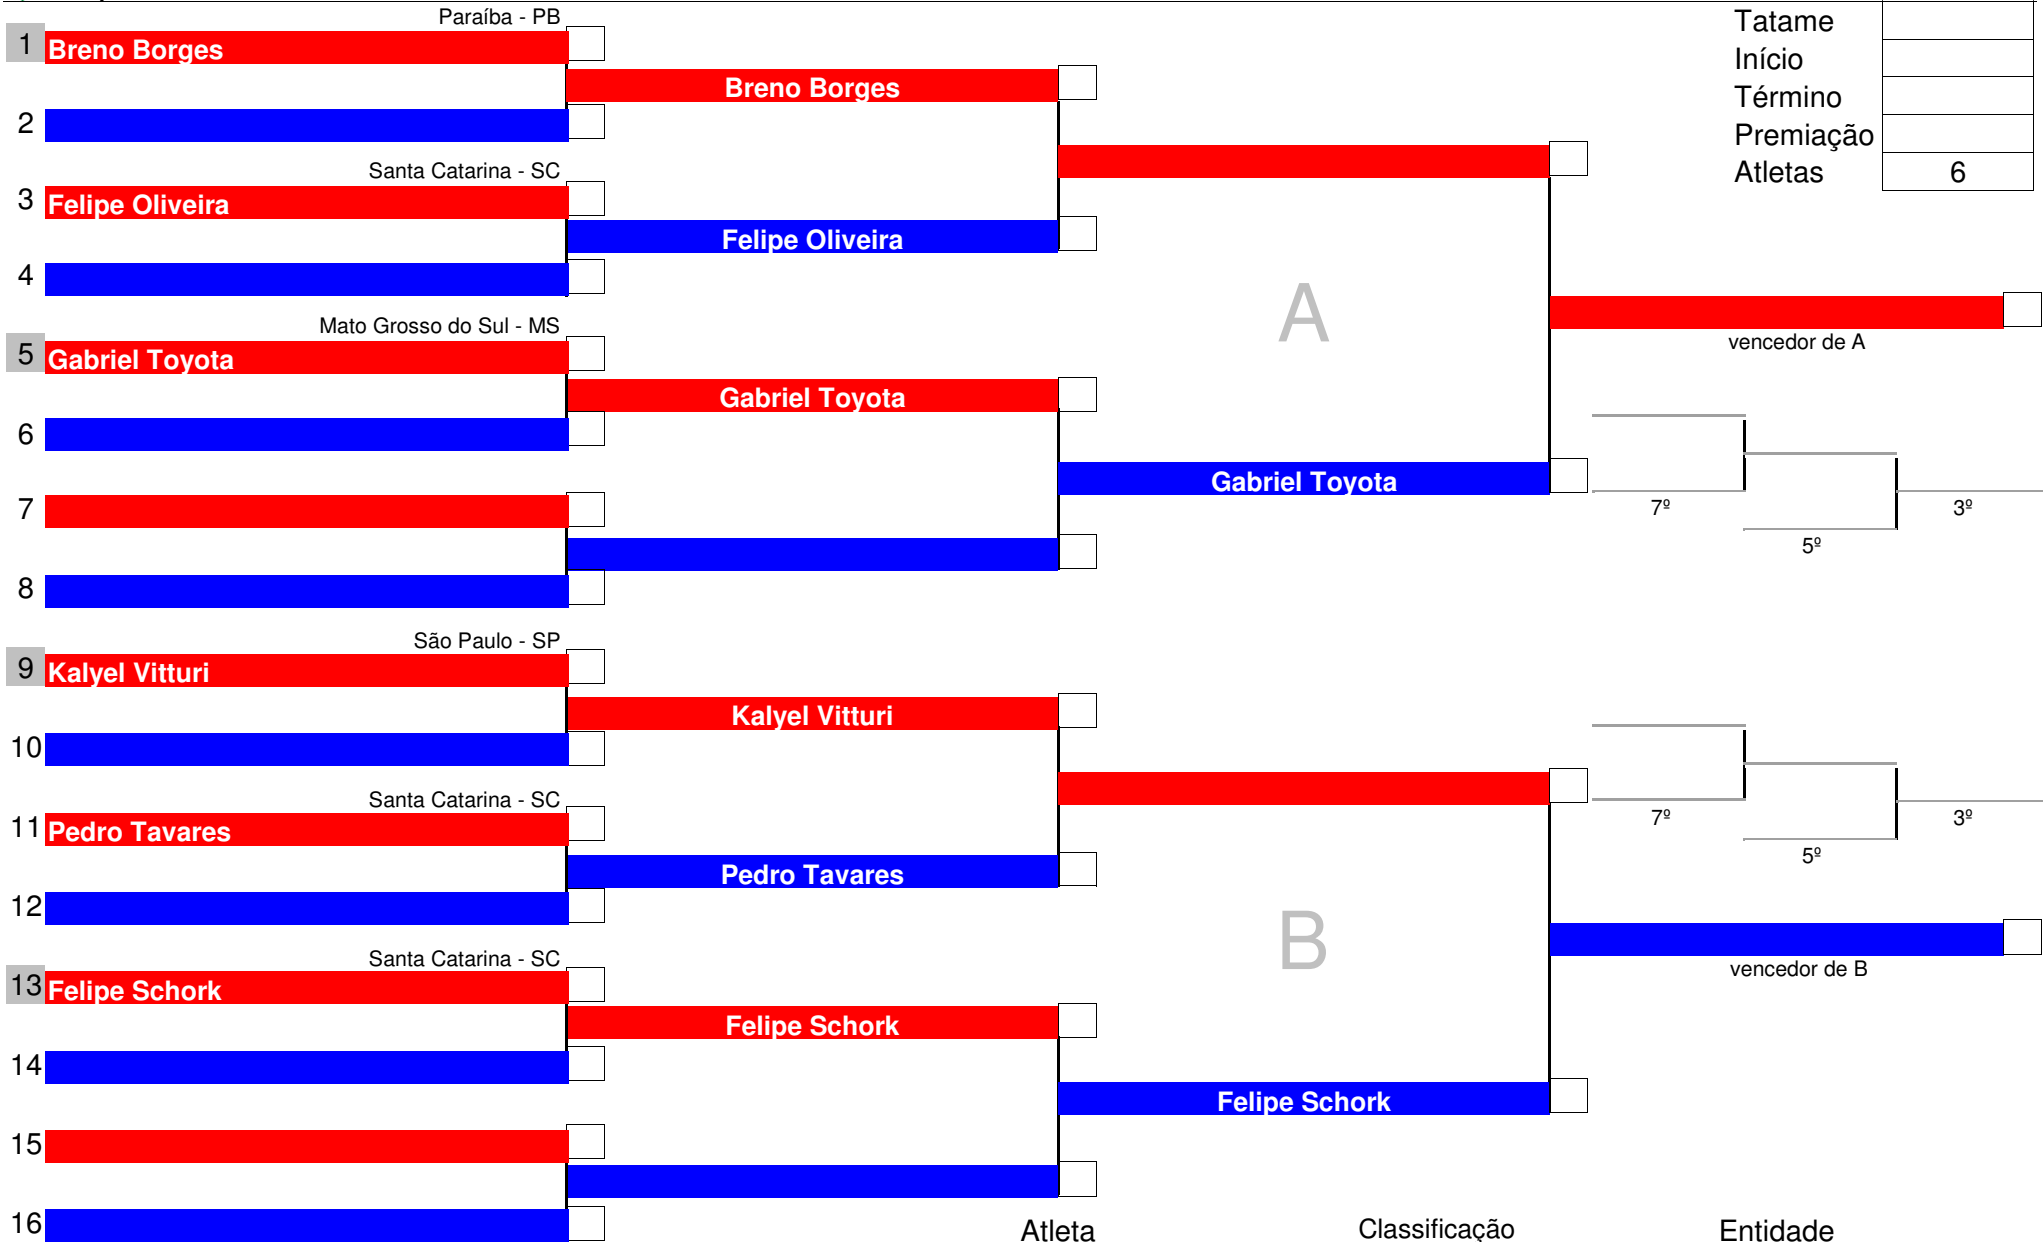 Paraíba - PB
1 Breno Borges
Breno Borges
2
Santa Catarina - SC
3 Felipe Oliveira
Felipe Oliveira
4
Mato Grosso do Sul - MS
5 Gabriel Toyota
Gabriel Toyota
6
Gabriel Toyota
7
8
São Paulo - SP
9 Kalyel Vitturi
Kalyel Vitturi
10
Santa Catarina - SC
11 Pedro Tavares
Pedro Tavares
12
Santa Catarina - SC
13 Felipe Schork
Felipe Schork
14
Felipe Schork
15
16
A
B
Tatame
Início
Término
Premiação
Atletas 6
vencedor de A
7º
3º
5º
7º
3º
5º
vencedor de B
Atleta Classificação Entidade